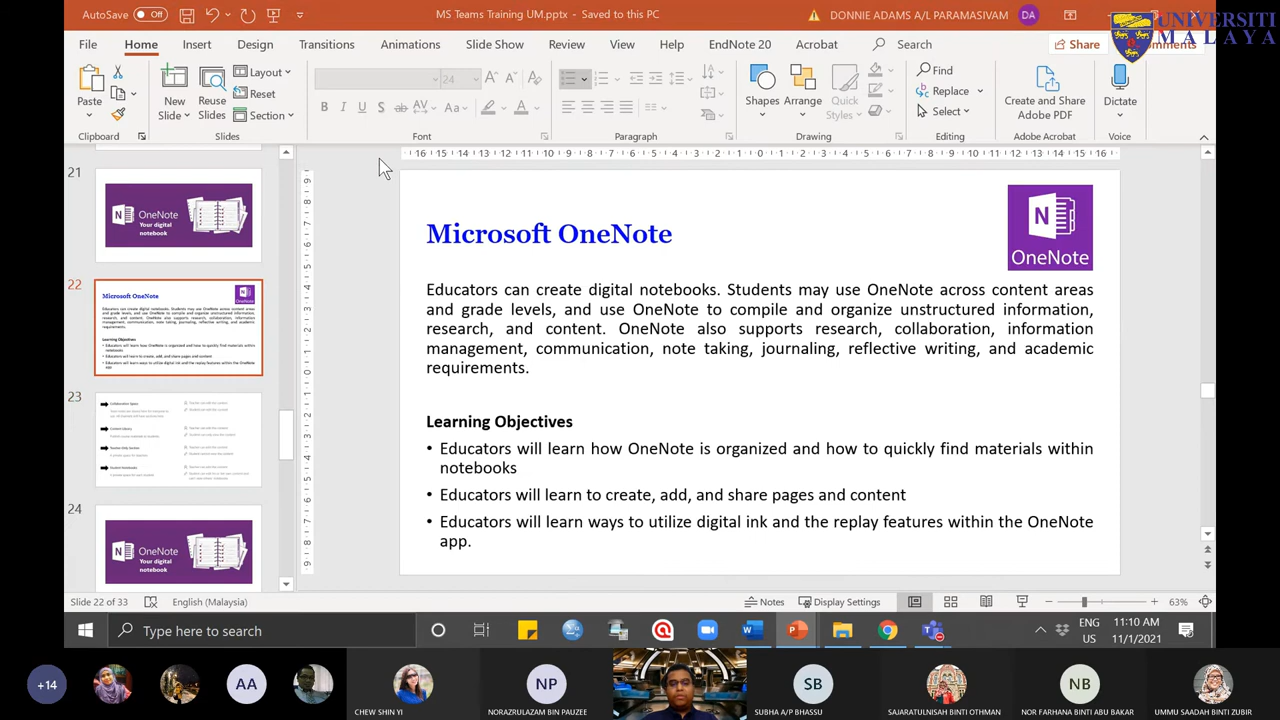 AutoSave Off
MS Teams Training UM.pptx - Saved to this PC
DONNIE ADAMS A/L PARAMASIVAM
DA
UNIVERSITI
MALAYA
File Home Insert Design Transitions Animations Slide Show Review View Help EndNote 20 Acrobat Search
Share
Paste
New
Slide
Reuse
Slides
Layout
Reset
Section
24
Shapes
Arrange
Quick
Styles
Find
Replace
Select
Create and Share
Adobe PDF
Dictate
Clipboard Slides Font Paragraph Drawing Editing Adobe Acrobat Voice
21
OneNote
Your digital
notebook
22
Microsoft OneNote
23
24
OneNote
Your digital
notebook
Microsoft OneNote
OneNote
Educators can create digital notebooks. Students may use OneNote across content areas
and grade levels, and use OneNote to compile and organize unstructured information,
research, and content. OneNote also supports research, collaboration, information
management, communication, note taking, journaling, reflective writing, and academic
requirements.
Learning Objectives
• Educators will learn how OneNote is organized and how to quickly find materials within
notebooks
• Educators will learn to create, add, and share pages and content
• Educators will learn ways to utilize digital ink and the replay features within the OneNote
app.
Slide 22 of 33
English (Malaysia)
Notes
Display Settings
63%
Type here to search
ENG
US
11:10 AM
11/1/2021
+14
AA
CHEW SHIN YI
NP
NORAZRULAZAM BIN PAUZEE
SB
SUBHA A/P BHASSU
SAJARATULNISAH BINTI OTHMAN
NB
NOR FARHANA BINTI ABU BAKAR
UMMU SAADAH BINTI ZUBIR